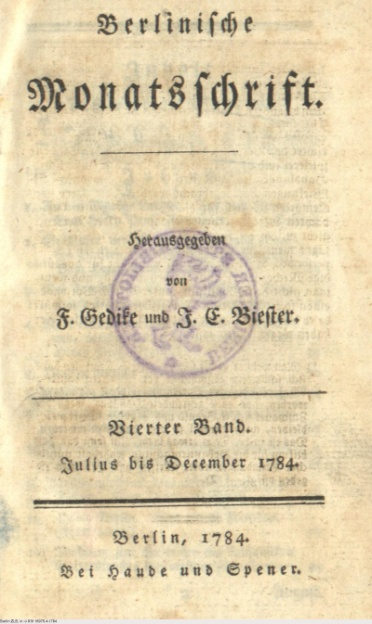 Berlinische
Monatsschrift.
Herausgegeben
von
F. Gedike und J. E. Biester.
Vierter Band.
Julius bis December 1784.
Berlin, 1784.
Bei Haude und Spener.